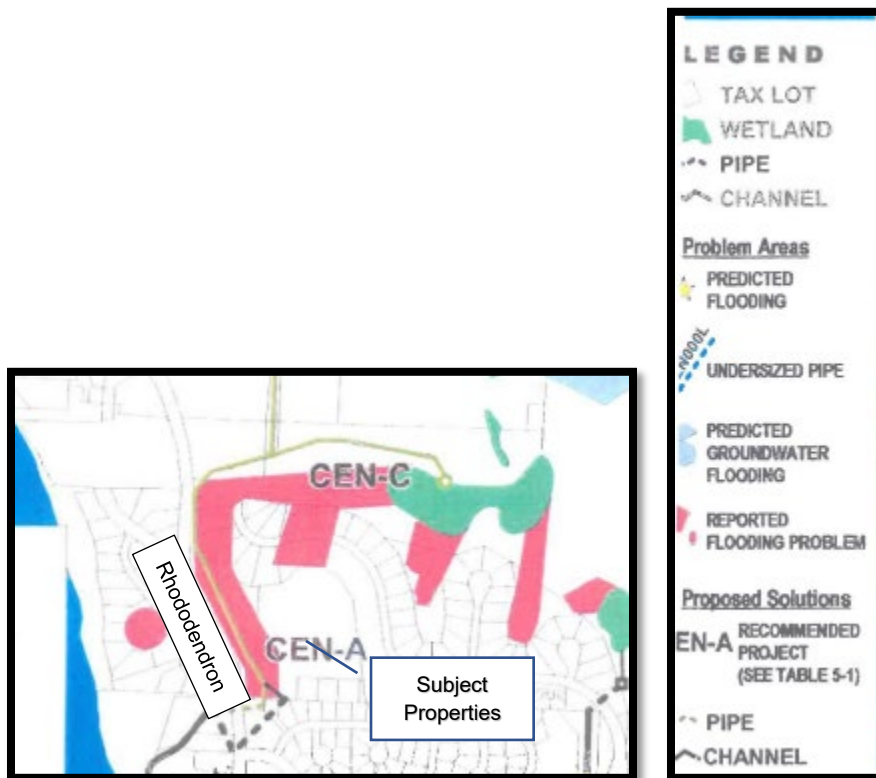 CEN-C
Rhododendron
CEN-A
Subject
Properties
LEGEND
TAX LOT
WETLAND
PIPE
CHANNEL
Problem Areas
PREDICTED
FLOODING
UNDERSIZED PIPE
PREDICTED
GROUNDWATER
FLOODING
REPORTED
FLOODING PROBLEM
Proposed Solutions
EN-A RECOMMENDED
PROJECT
(SEE TABLE 5-1)
PIPE
CHANNEL